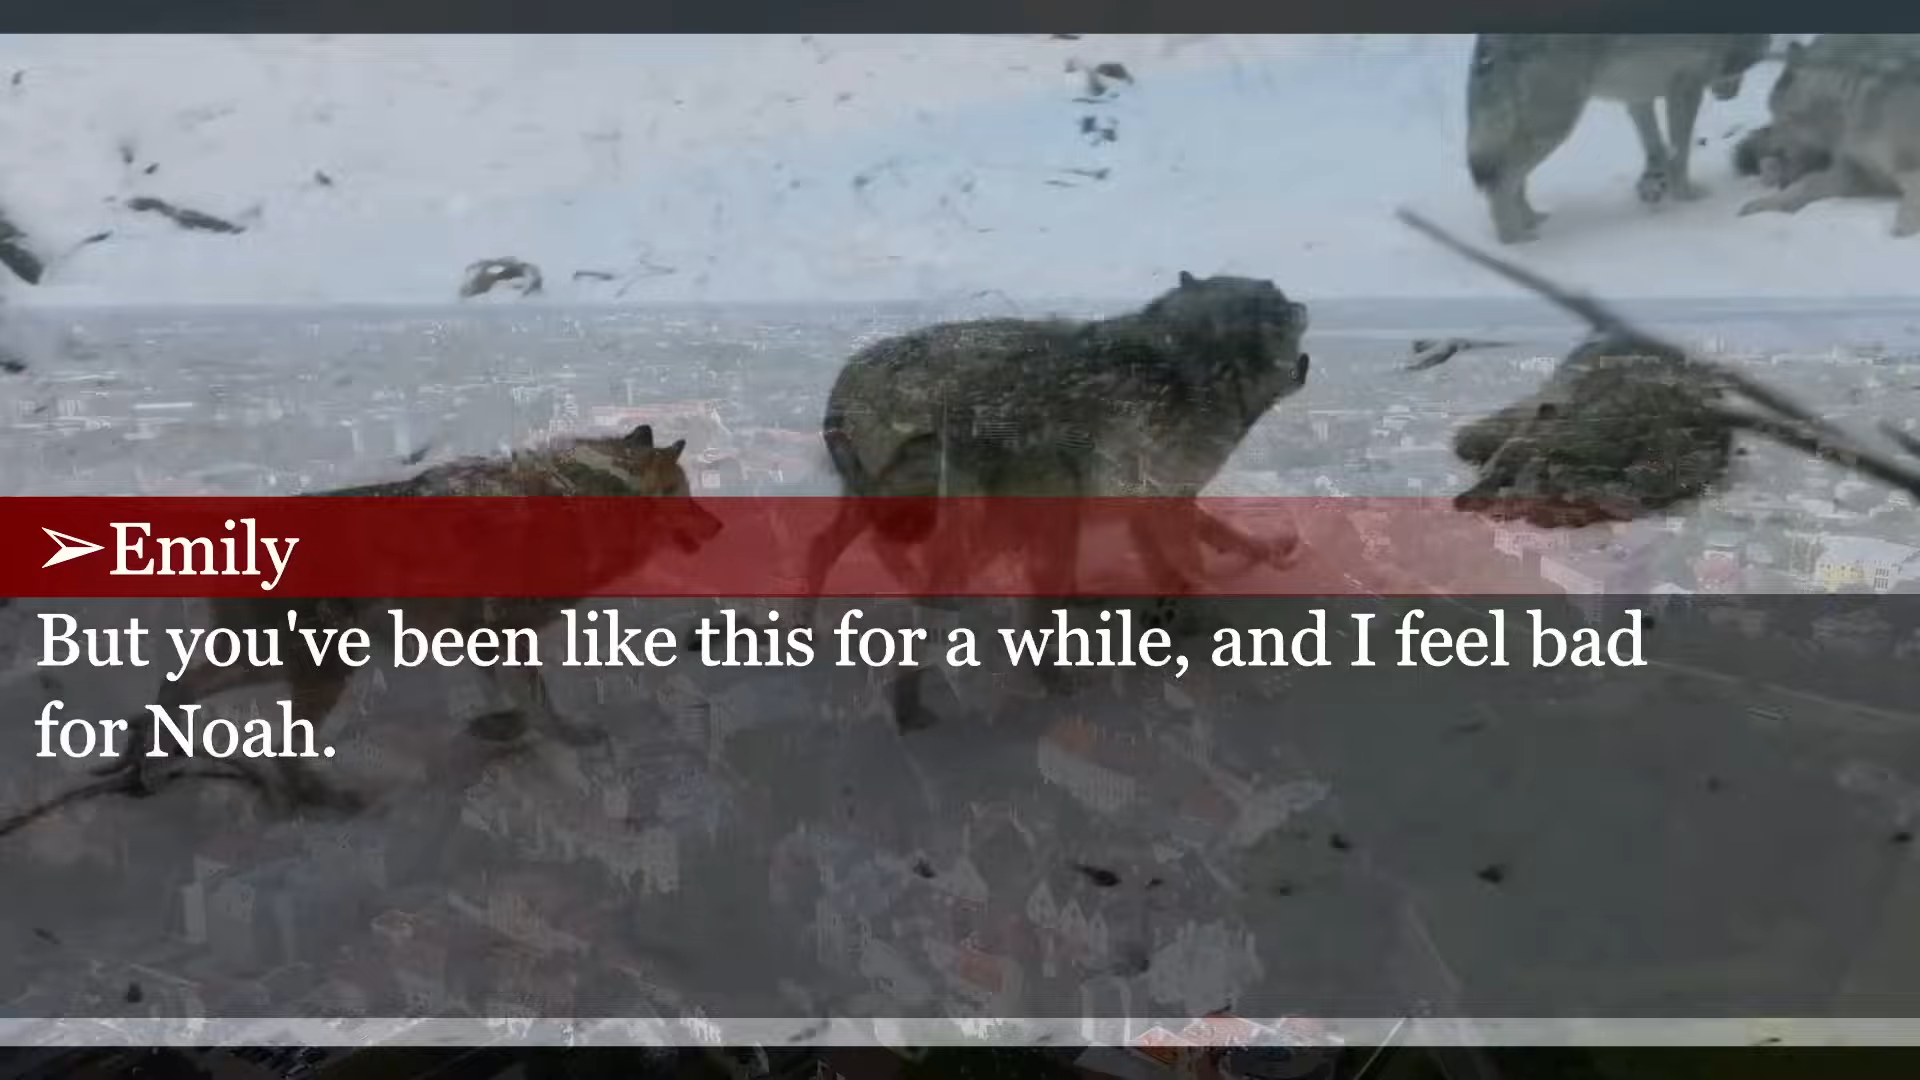 ➢Emily
But you've been like this for a while, and I feel bad
for Noah.